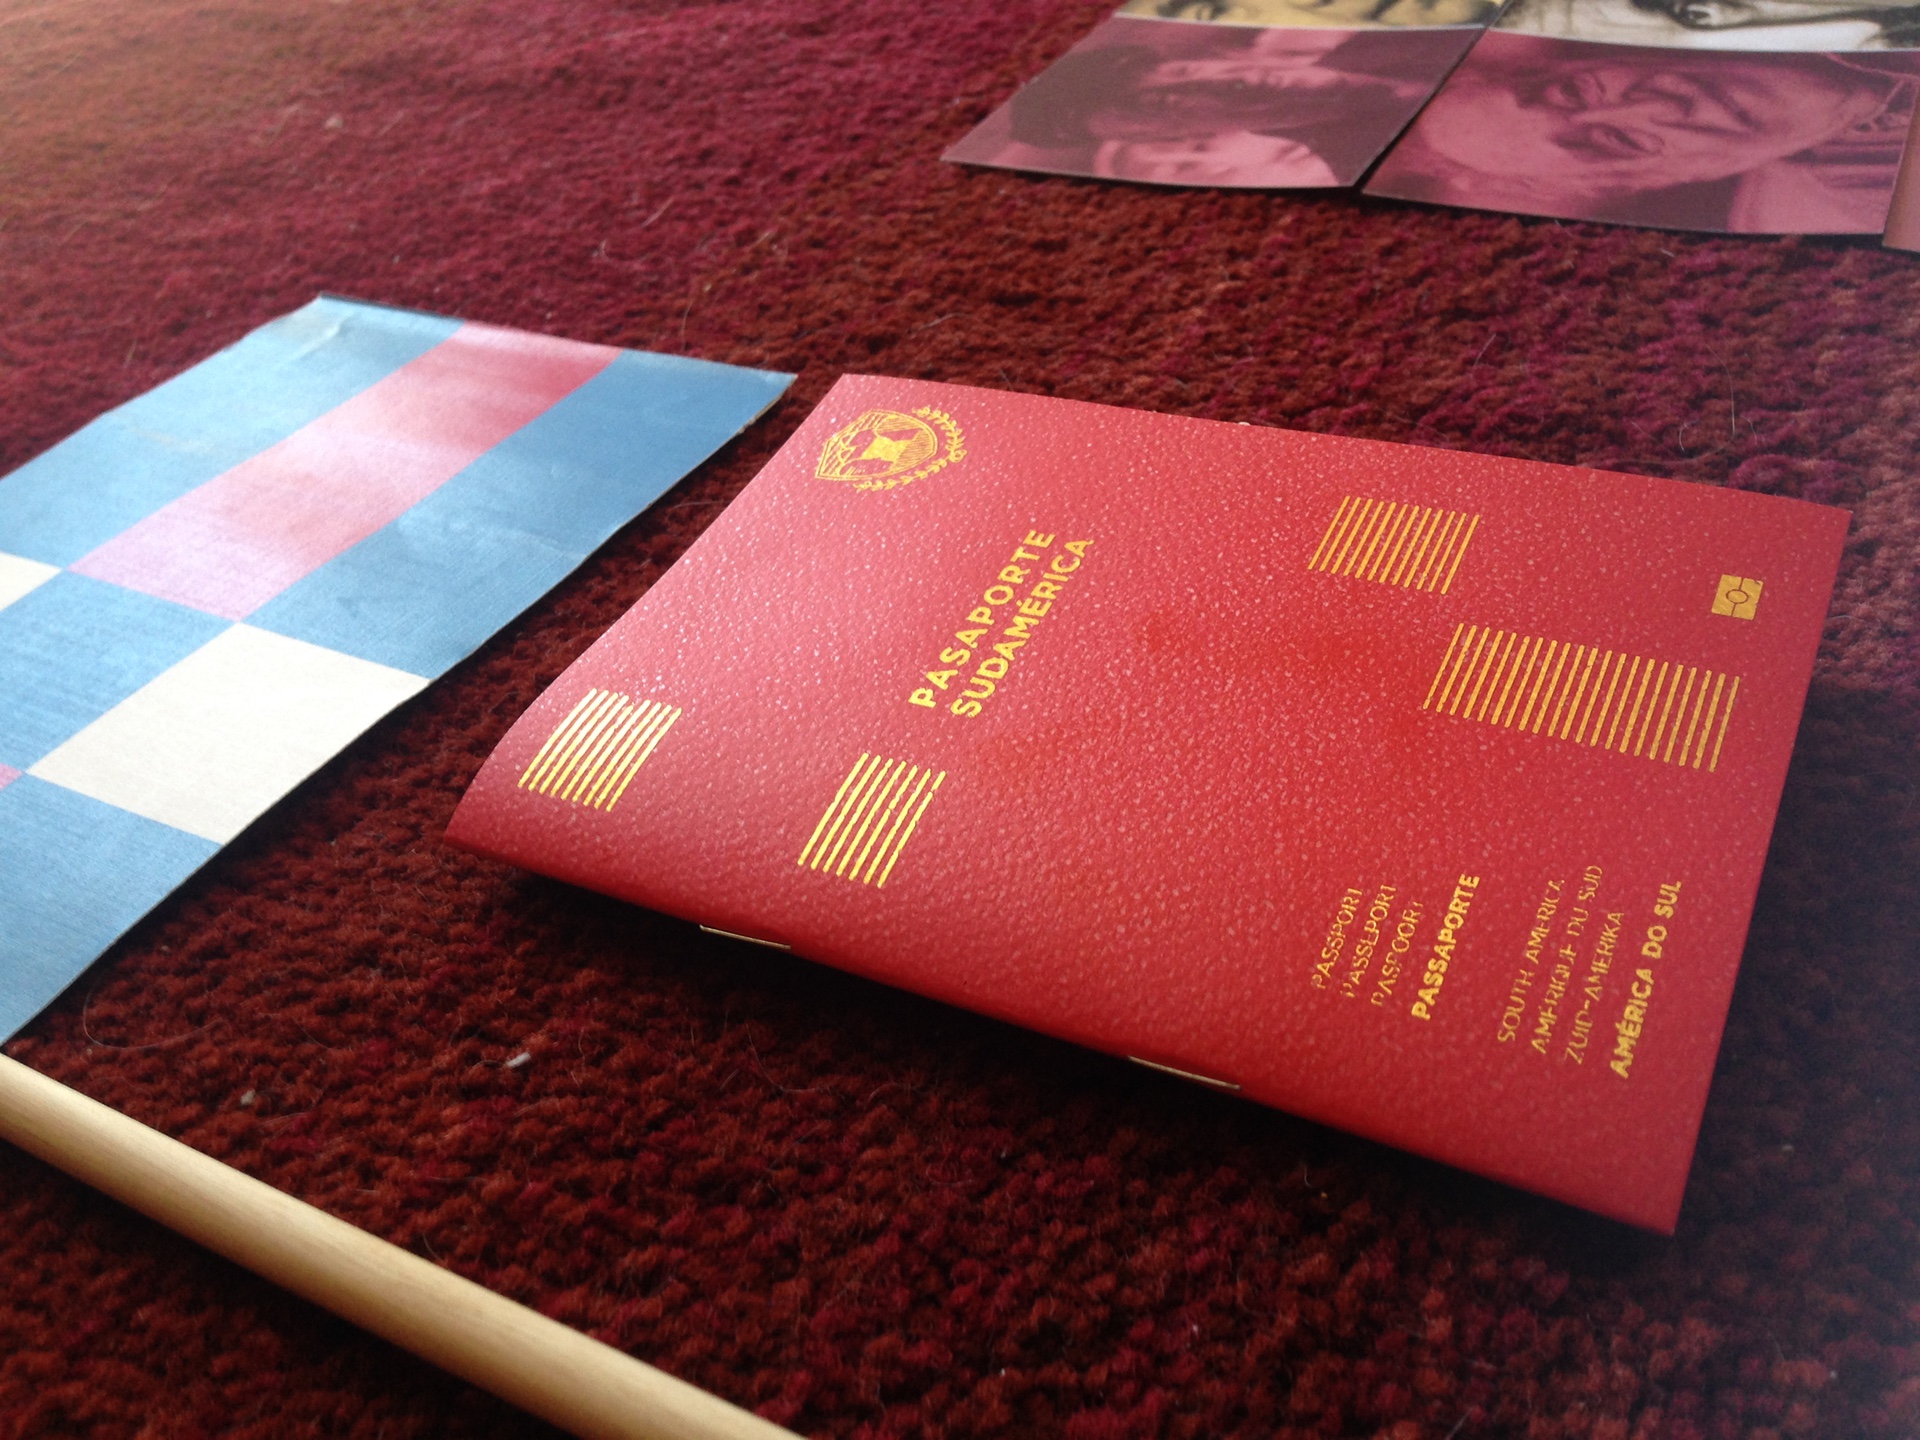 PASAPORTE
SUDAMÉRICA
PASSPORT
PASSEPORT
PASPOORT
PASSAPORTE
SOUTH AMERICA
AMÉRIQUE DU SUD
ZUID-AMERIKA
AMÉRICA DO SUL